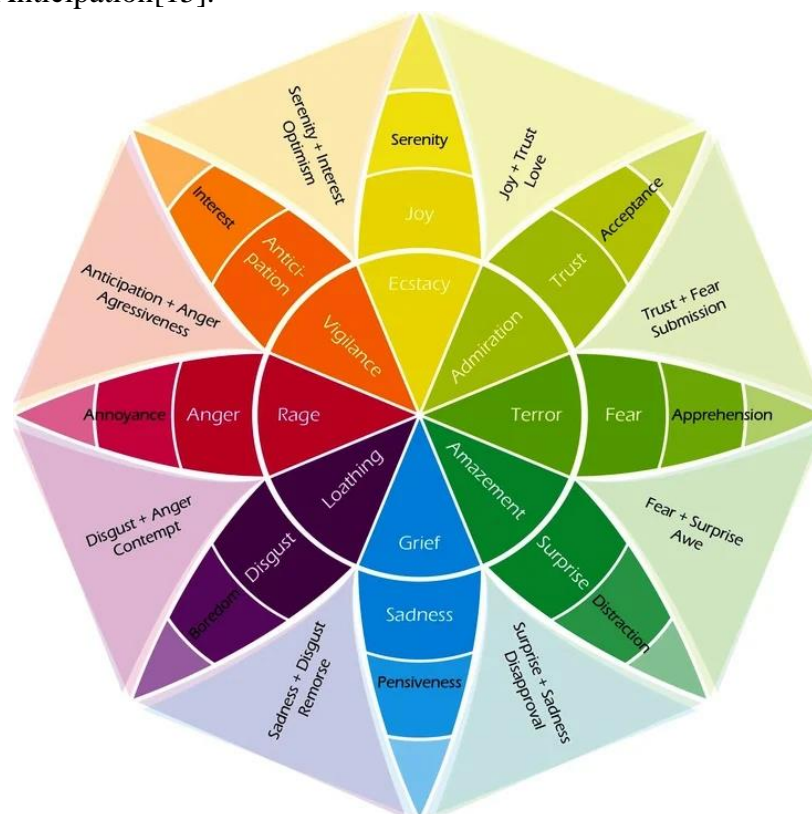 Anticipation[15].
Serenity + Interest
Optimism
Serenity
Joy
Ecstacy
Joy + Trust
Love
Interest
Antici-
pation
Vigilance
Acceptance
Trust
Admiration
Anticipation + Anger
Agressiveness
Trust + Fear
Submission
Annoyance
Anger
Rage
Terror
Fear
Apprehension
Disgust + Anger
Contempt
Loathing
Disgust
Boredom
Grief
Sadness
Pensiveness
Amazement
Surprise
Distraction
Fear + Surprise
Awe
Sadness + Disgust
Remorse
Surprise + Sadness
Disapproval